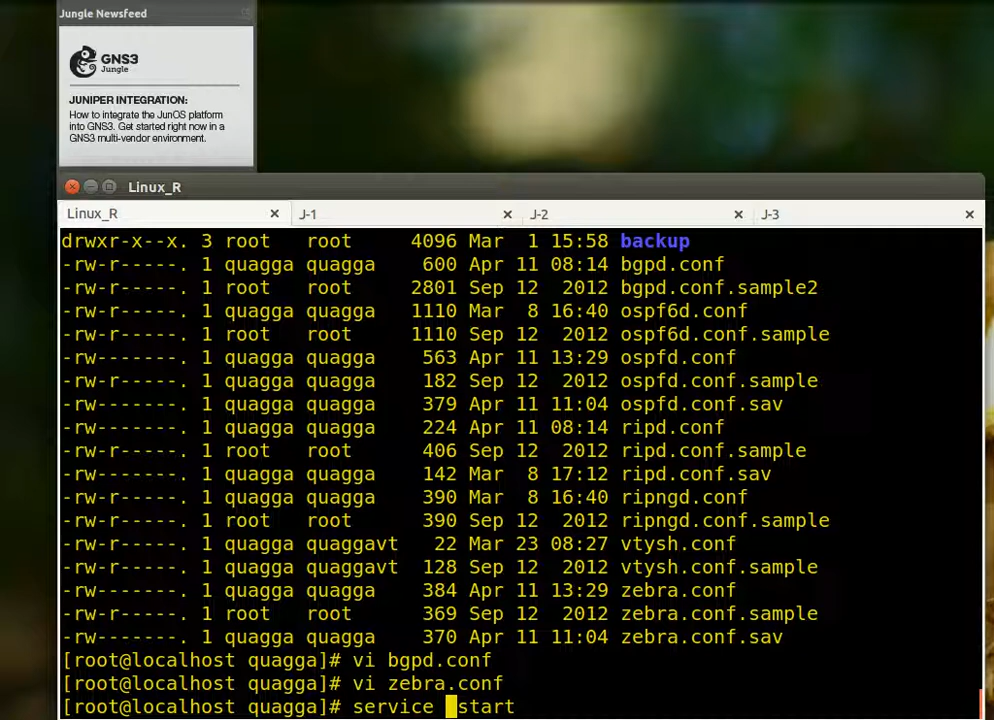 Jungle Newsfeed
GNS3
Jungle
JUNIPER INTEGRATION:
How to integrate the JunOS platform
into GNS3. Get started right now in a
GNS3 multi-vendor environment.
Linux_R
Linux_R J-1 J-2 J-3
drwxr-x--x. 3 root root 4096 Mar 1 15:58 backup
-rw-r-----. 1 quagga quagga 600 Apr 11 08:14 bgpd.conf
-rw-r-----. 1 root root 2801 Sep 12 2012 bgpd.conf.sample2
-rw-r-----. 1 quagga quagga 1110 Mar 8 16:40 ospf6d.conf
-rw-r-----. 1 root root 1110 Sep 12 2012 ospf6d.conf.sample
-rw-r-----. 1 quagga quagga 563 Apr 11 13:29 ospfd.conf
-rw-------. 1 quagga quagga 182 Sep 12 2012 ospfd.conf.sample
-rw-------. 1 quagga quagga 379 Apr 11 11:04 ospfd.conf.sav
-rw-------. 1 quagga quagga 224 Apr 11 08:14 ripd.conf
-rw-r-----. 1 root root 406 Sep 12 2012 ripd.conf.sample
-rw-------. 1 quagga quagga 142 Mar 8 17:12 ripd.conf.sav
-rw-r-----. 1 quagga quagga 390 Mar 8 16:40 ripngd.conf
-rw-r-----. 1 root root 390 Sep 12 2012 ripngd.conf.sample
-rw-r-----. 1 quagga quaggavt 22 Mar 23 08:27 vtysh.conf
-rw-r-----. 1 quagga quaggavt 128 Sep 12 2012 vtysh.conf.sample
-rw-r-----. 1 quagga quagga 384 Apr 11 13:29 zebra.conf
-rw-r-----. 1 root root 369 Sep 12 2012 zebra.conf.sample
-rw-r-----. 1 quagga quagga 370 Apr 11 11:04 zebra.conf.sav
[root@localhost quagga]# vi bgpd.conf
[root@localhost quagga]# vi zebra.conf
[root@localhost quagga]# service start